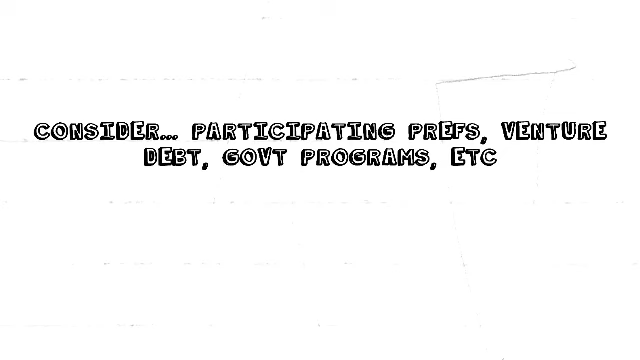 CONSIDER... PARTICIPATING PREFS, VENTURE
DEBT, GOVT PROGRAMS, ETC